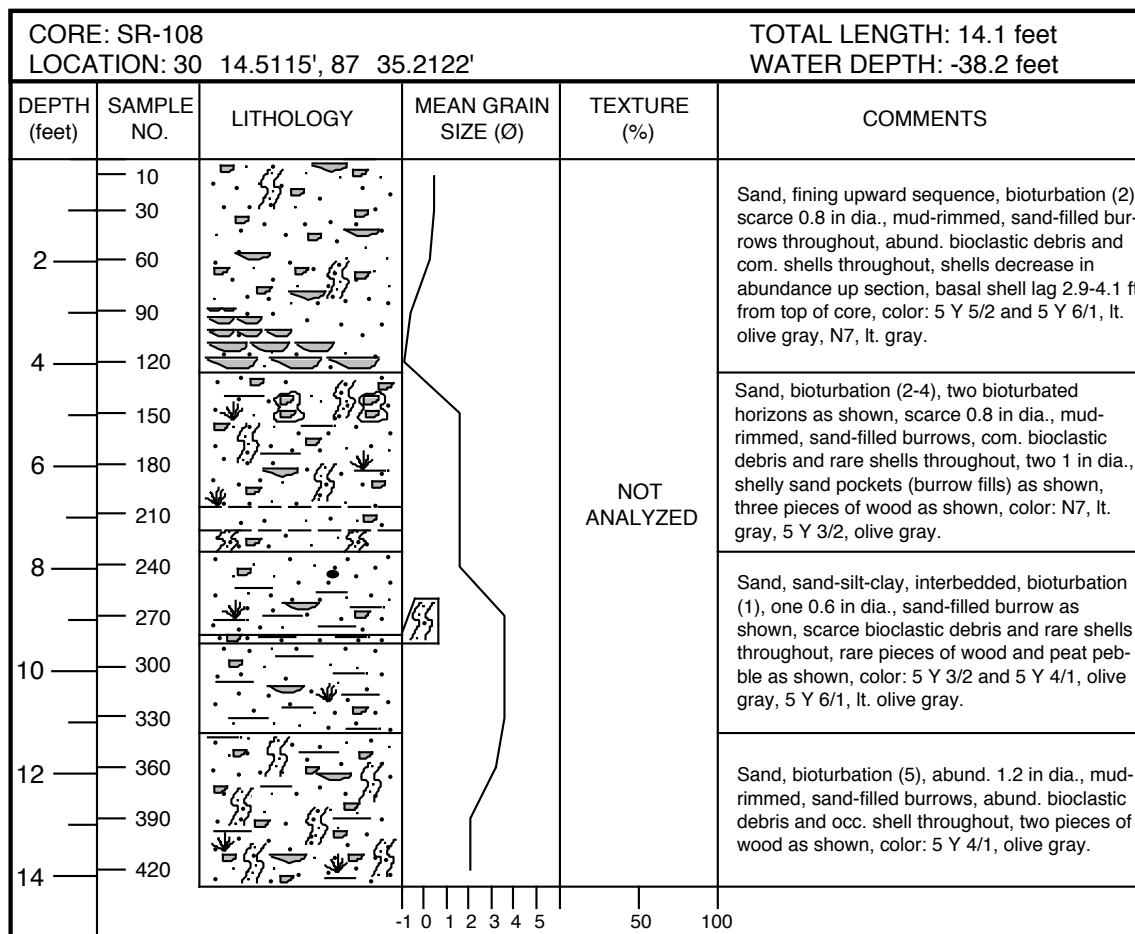 CORE: SR-108
TOTAL LENGTH: 14.1 feet
LOCATION: 30 14.5115', 87 35.2122'
WATER DEPTH: -38.2 feet
DEPTH
(feet)
SAMPLE
NO.
LITHOLOGY
MEAN GRAIN
SIZE (Ø)
TEXTURE
(%)
COMMENTS
2
4
6
8
10
12
14
10
30
60
90
120
150
180
210
240
270
300
330
360
390
420
NOT
ANALYZED
Sand, fining upward sequence, bioturbation (2)
scarce 0.8 in dia., mud-rimmed, sand-filled bur-
rows throughout, abund. bioclastic debris and
com. shells throughout, shells decrease in
abundance up section, basal shell lag 2.9-4.1
from top of core, color: 5 Y 5/2 and 5 Y 6/1, lt.
olive gray, N7, lt. gray.
Sand, bioturbation (2-4), two bioturbated
horizons as shown, scarce 0.8 in dia., mud-
rimmed, sand-filled burrows, com. bioclastic
debris and rare shells throughout, two 1 in dia.,
shelly sand pockets (burrow fills) as shown,
three pieces of wood as shown, color: N7, lt.
gray, 5 Y 3/2, olive gray.
Sand, sand-silt-clay, interbedded, bioturbation
(1), one 0.6 in dia., sand-filled burrow as
shown, scarce bioclastic debris and rare shells
throughout, rare pieces of wood and peat peb-
ble as shown, color: 5 Y 3/2 and 5 Y 4/1, olive
gray, 5 Y 6/1, lt. olive gray.
Sand, bioturbation (5), abund. 1.2 in dia., mud-
rimmed, sand-filled burrows, abund. bioclastic
debris and occ. shell throughout, two pieces of
wood as shown, color: 5 Y 4/1, olive gray.
-1 0 1 2 3 4 5
50 100